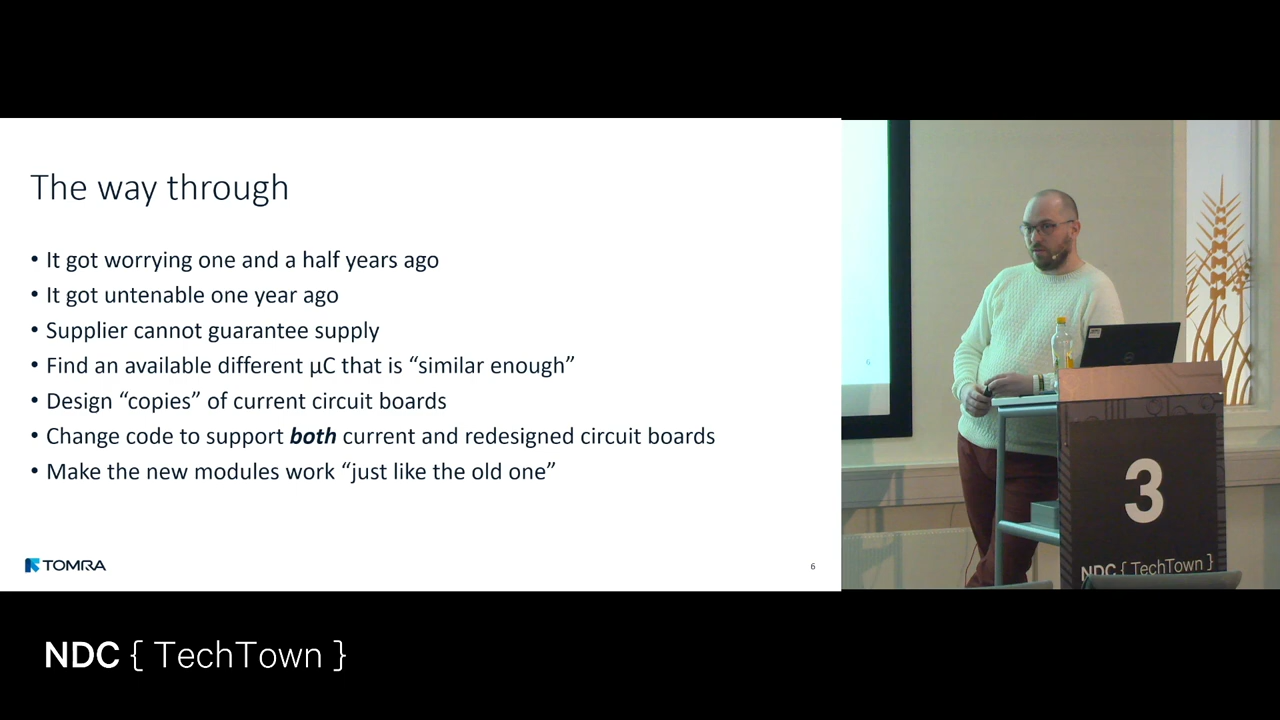 The way through
• It got worrying one and a half years ago
• It got untenable one year ago
• Supplier cannot guarantee supply
• Find an available different µC that is “similar enough”
• Design “copies” of current circuit boards
• Change code to support both current and redesigned circuit boards
• Make the new modules work “just like the old one”
TOMRA
6
6
3
NDC { TechTown }
NDC { TechTown }